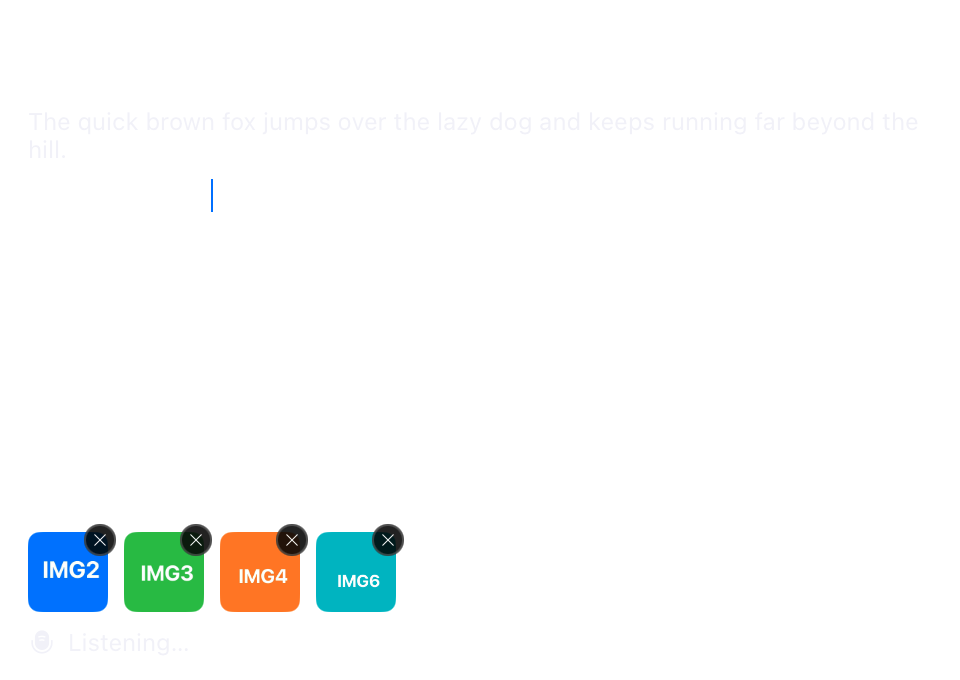 The quick brown fox jumps over the lazy dog and keeps running far beyond the
hill.
IMG2
IMG3
IMG4
IMG6
Listening...